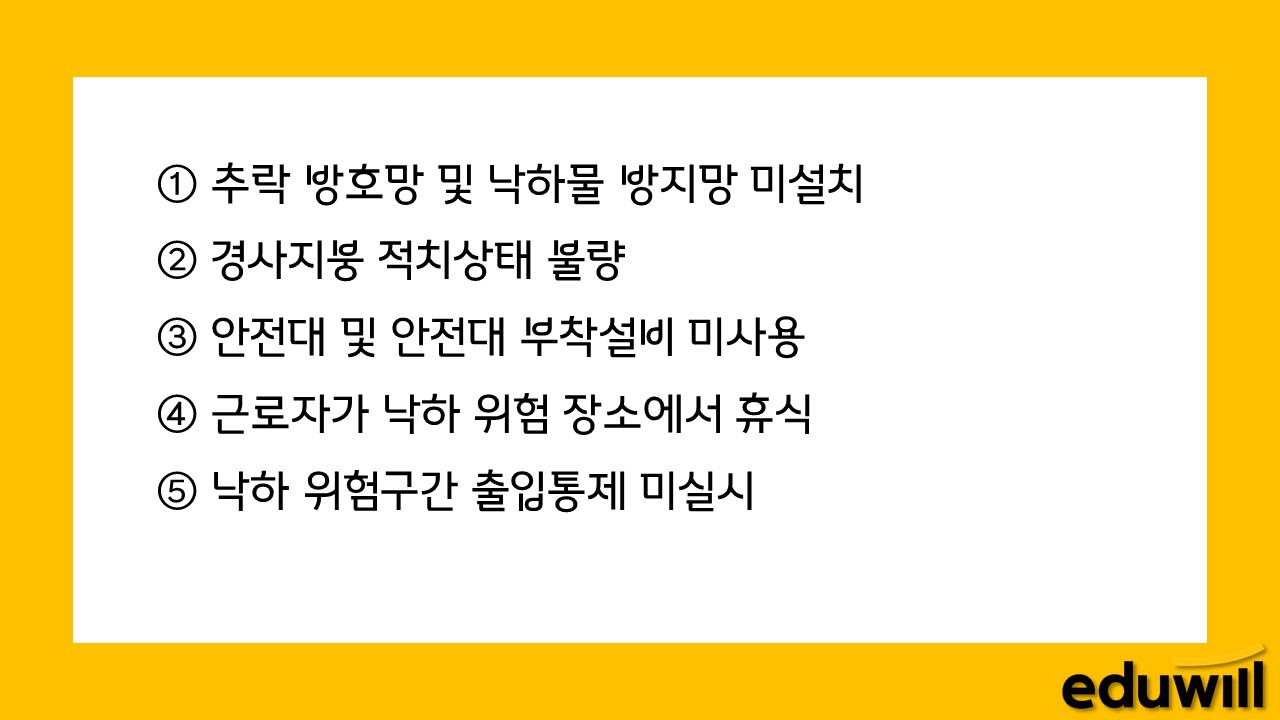 ① 추락 방호망 및 낙하물 방지망 미설치
② 경사지붕 적치상태 불량
③ 안전대 및 안전대 부착설비 미사용
④ 근로자가 낙하 위험 장소에서 휴식
⑤ 낙하 위험구간 출입통제 미실시
eduwill